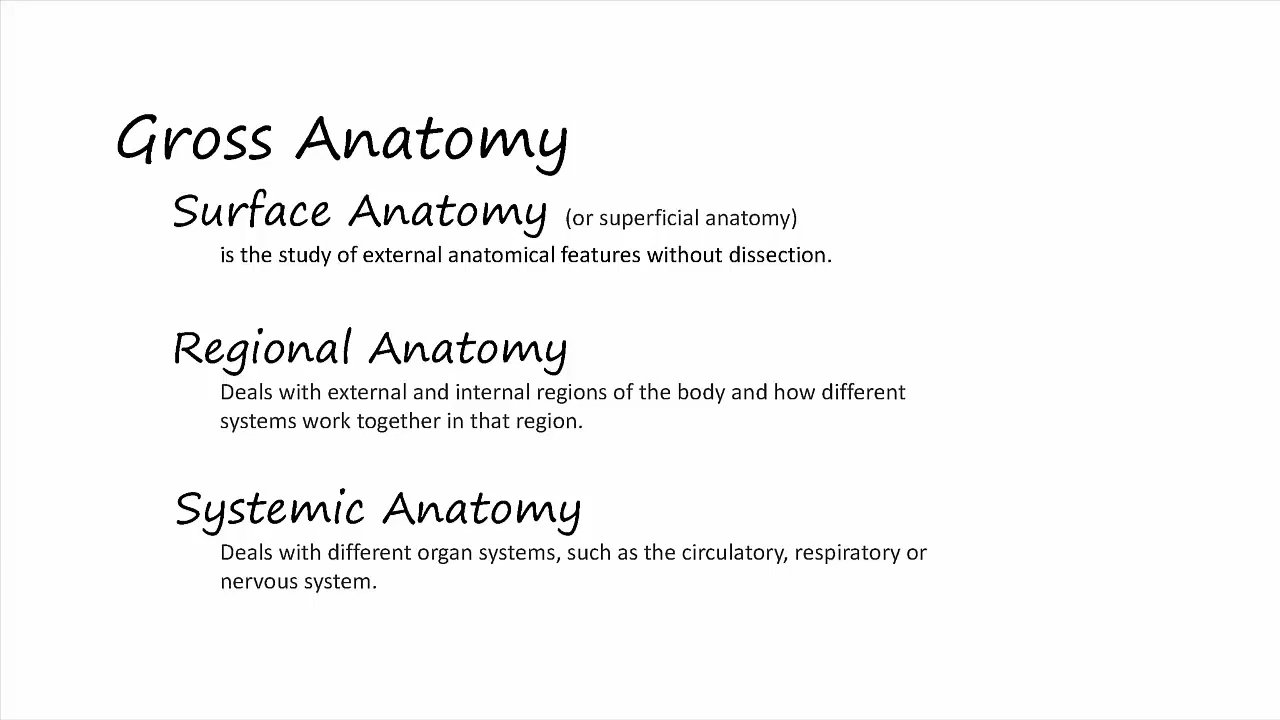 Gross Anatomy
Surface Anatomy (or superficial anatomy)
is the study of external anatomical features without dissection.
Regional Anatomy
Deals with external and internal regions of the body and how different
systems work together in that region.
Systemic Anatomy
Deals with different organ systems, such as the circulatory, respiratory or
nervous system.